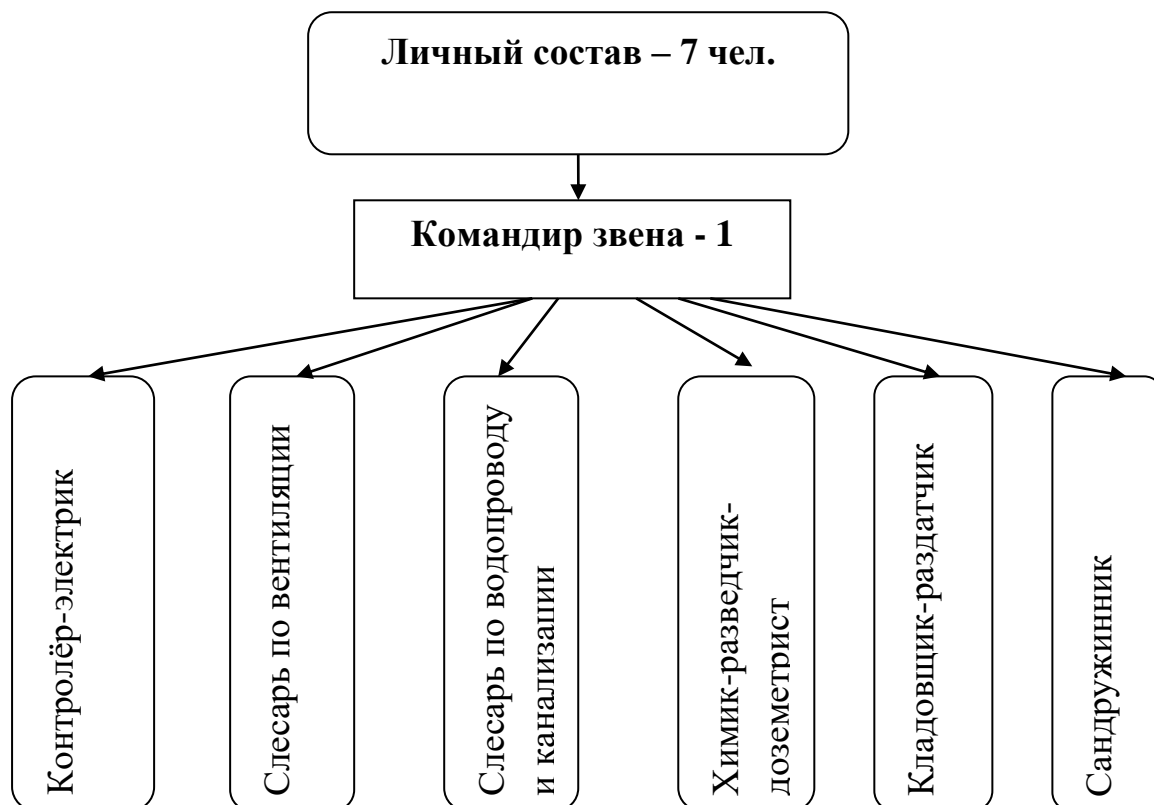 Личный состав – 7 чел.
Командир звена - 1
Контролёр-электрик
Слесарь по вентиляции
Слесарь по водопроводу
и канализации
Химик-разведчик-
дозeметрист
Кладовщик-раздатчик
Сандружинник